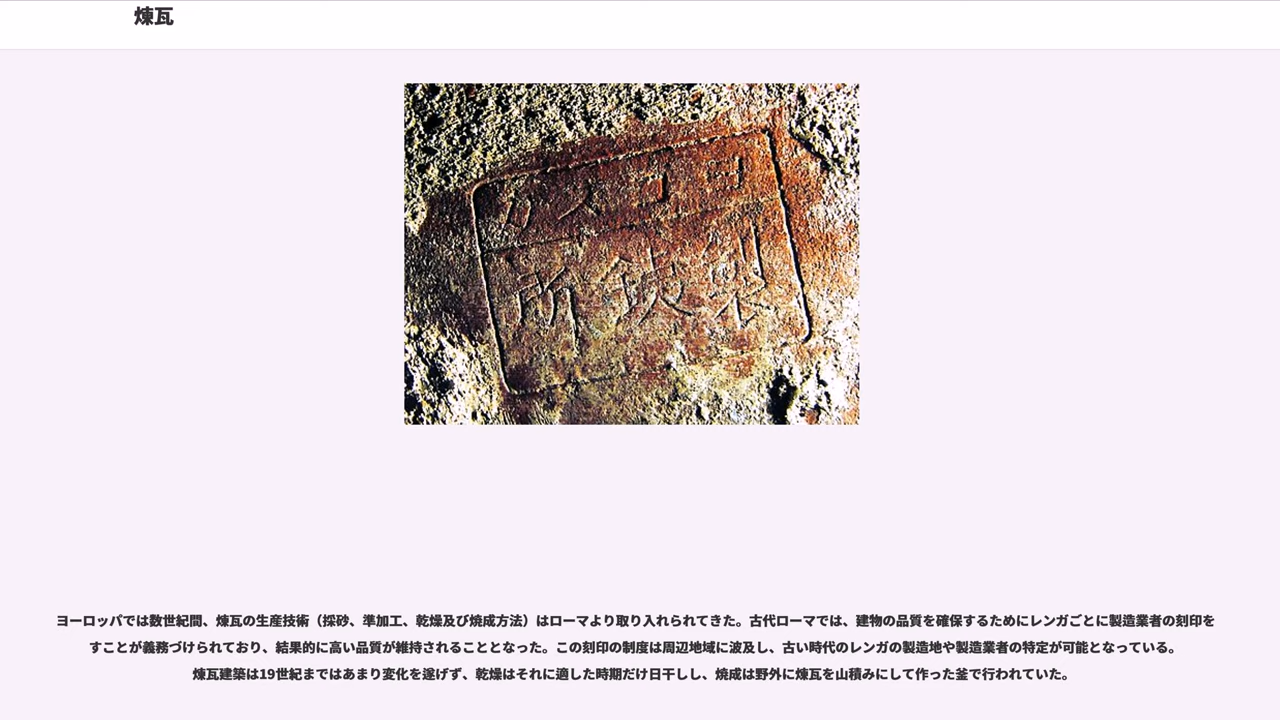 煉瓦
ヨーロッパでは数世紀間、煉瓦の生産技術（採砂、準加工、乾燥及び焼成方法）はローマより取り入れられてきた。古代ローマでは、建物の品質を確保するためにレンガごとに製造業者の刻印を
すことが義務づけられており、結果的に高い品質が維持されることとなった。この刻印の制度は周辺地域に波及し、古い時代のレンガの製造地や製造業者の特定が可能となっている。
煉瓦建築は19世紀まではあまり変化を遂げず、乾燥はそれに適した時期だけ日干しし、焼成は野外に煉瓦を山積みにして作った釜で行われていた。